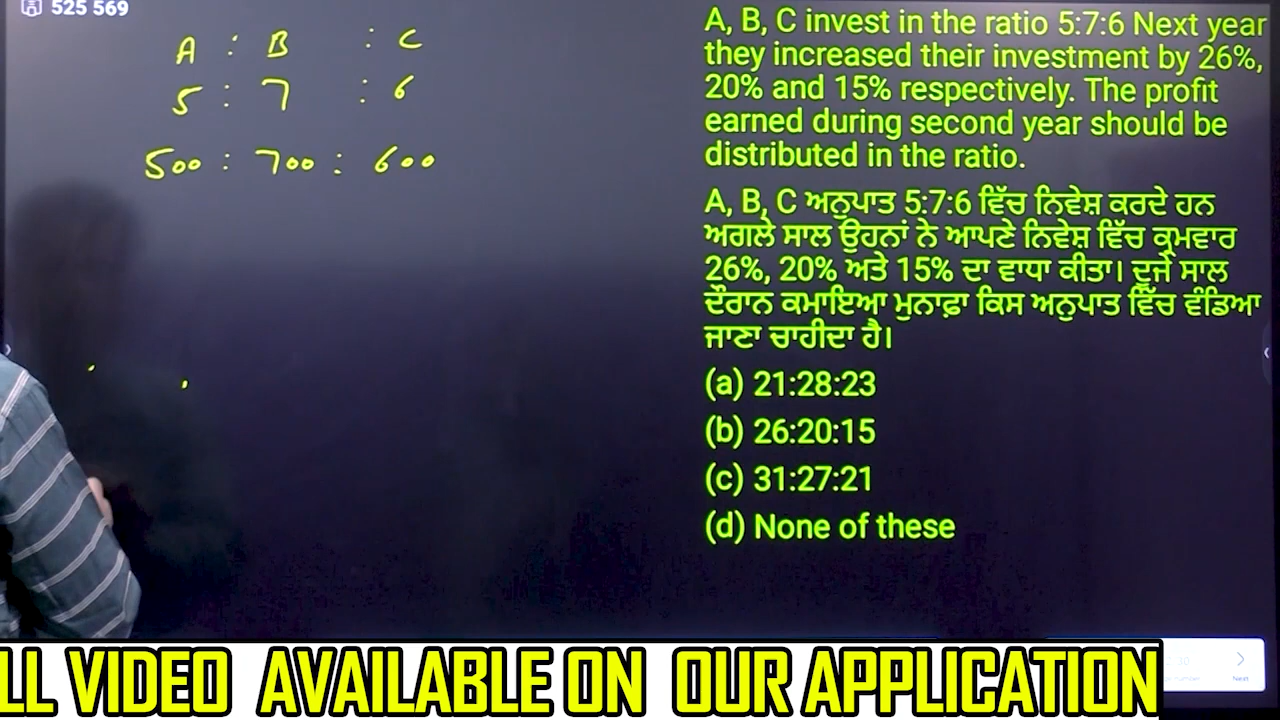 525 569
A : B : C
5 : 7 : 6
500 : 700 : 600
A, B, C invest in the ratio 5:7:6 Next year
they increased their investment by 26%,
20% and 15% respectively. The profit
earned during second year should be
distributed in the ratio.
A, B, C ਅਨੁਪਾਤ 5:7:6 ਵਿੱਚ ਨਿਵੇਸ਼ ਕਰਦੇ ਹਨ
ਅਗਲੇ ਸਾਲ ਉਹਨਾਂ ਨੇ ਆਪਣੇ ਨਿਵੇਸ਼ ਵਿੱਚ ਕ੍ਰਮਵਾਰ
26%, 20% ਅਤੇ 15% ਦਾ ਵਾਧਾ ਕੀਤਾ। ਦੂਜੇ ਸਾਲ
ਦੌਰਾਨ ਕਮਾਇਆ ਮੁਨਾਫ਼ਾ ਕਿਸ ਅਨੁਪਾਤ ਵਿੱਚ ਵੰਡਿਆ
ਜਾਣਾ ਚਾਹੀਦਾ ਹੈ।
(a) 21:28:23
(b) 26:20:15
(c) 31:27:21
(d) None of these
LL VIDEO AVAILABLE ON OUR APPLICATION
Next